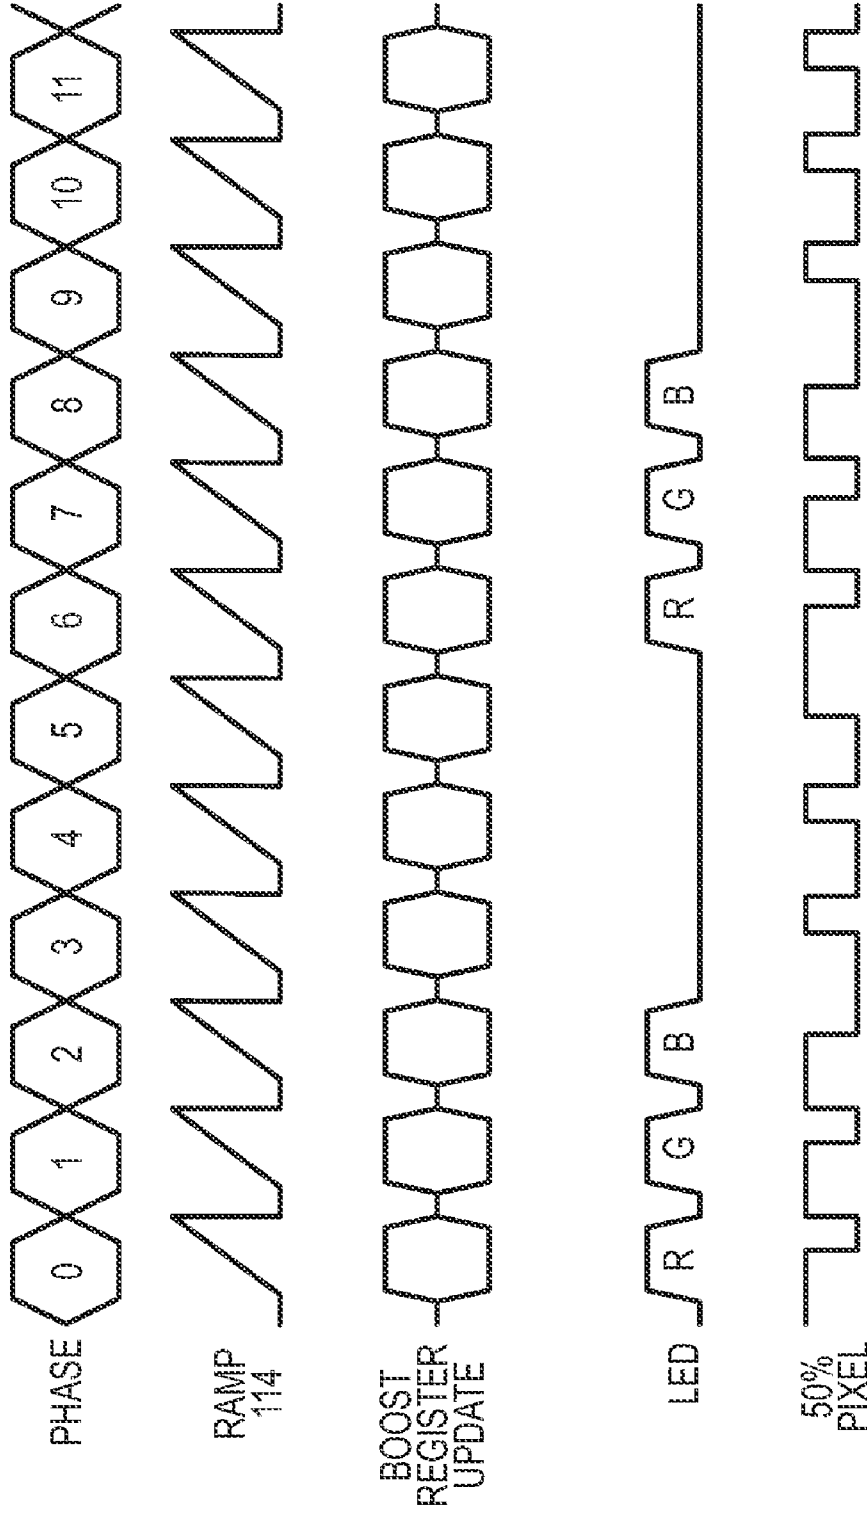 PHASE
0 1 2 3 4 5 6 7 8 9 10 11
RAMP
114
BOOST
REGISTER
UPDATE
LED
R G B R G B
50%
PIXEL